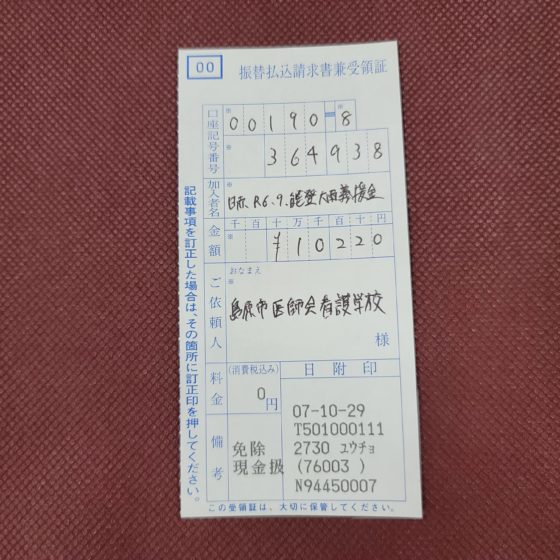 00
振替払込請求書兼受領証
口座記号番号
※
00190-8
※
※
364938
加入者名
日赤 R6.9.能登大雨義援金
金額
千百十万千百十円
※
¥10220
ご依頼人
おなまえ
※
島原市医師会看護学校
様
料金
(消費税込み)
0
円
日附印
07-10-29
T501000111
2730 ユウチョ
(76003 )
N94450007
備考
免除
現金扱
記載事項を訂正した場合は、その箇所に訂正印を押してください。
この受領証は、大切に保管してください。